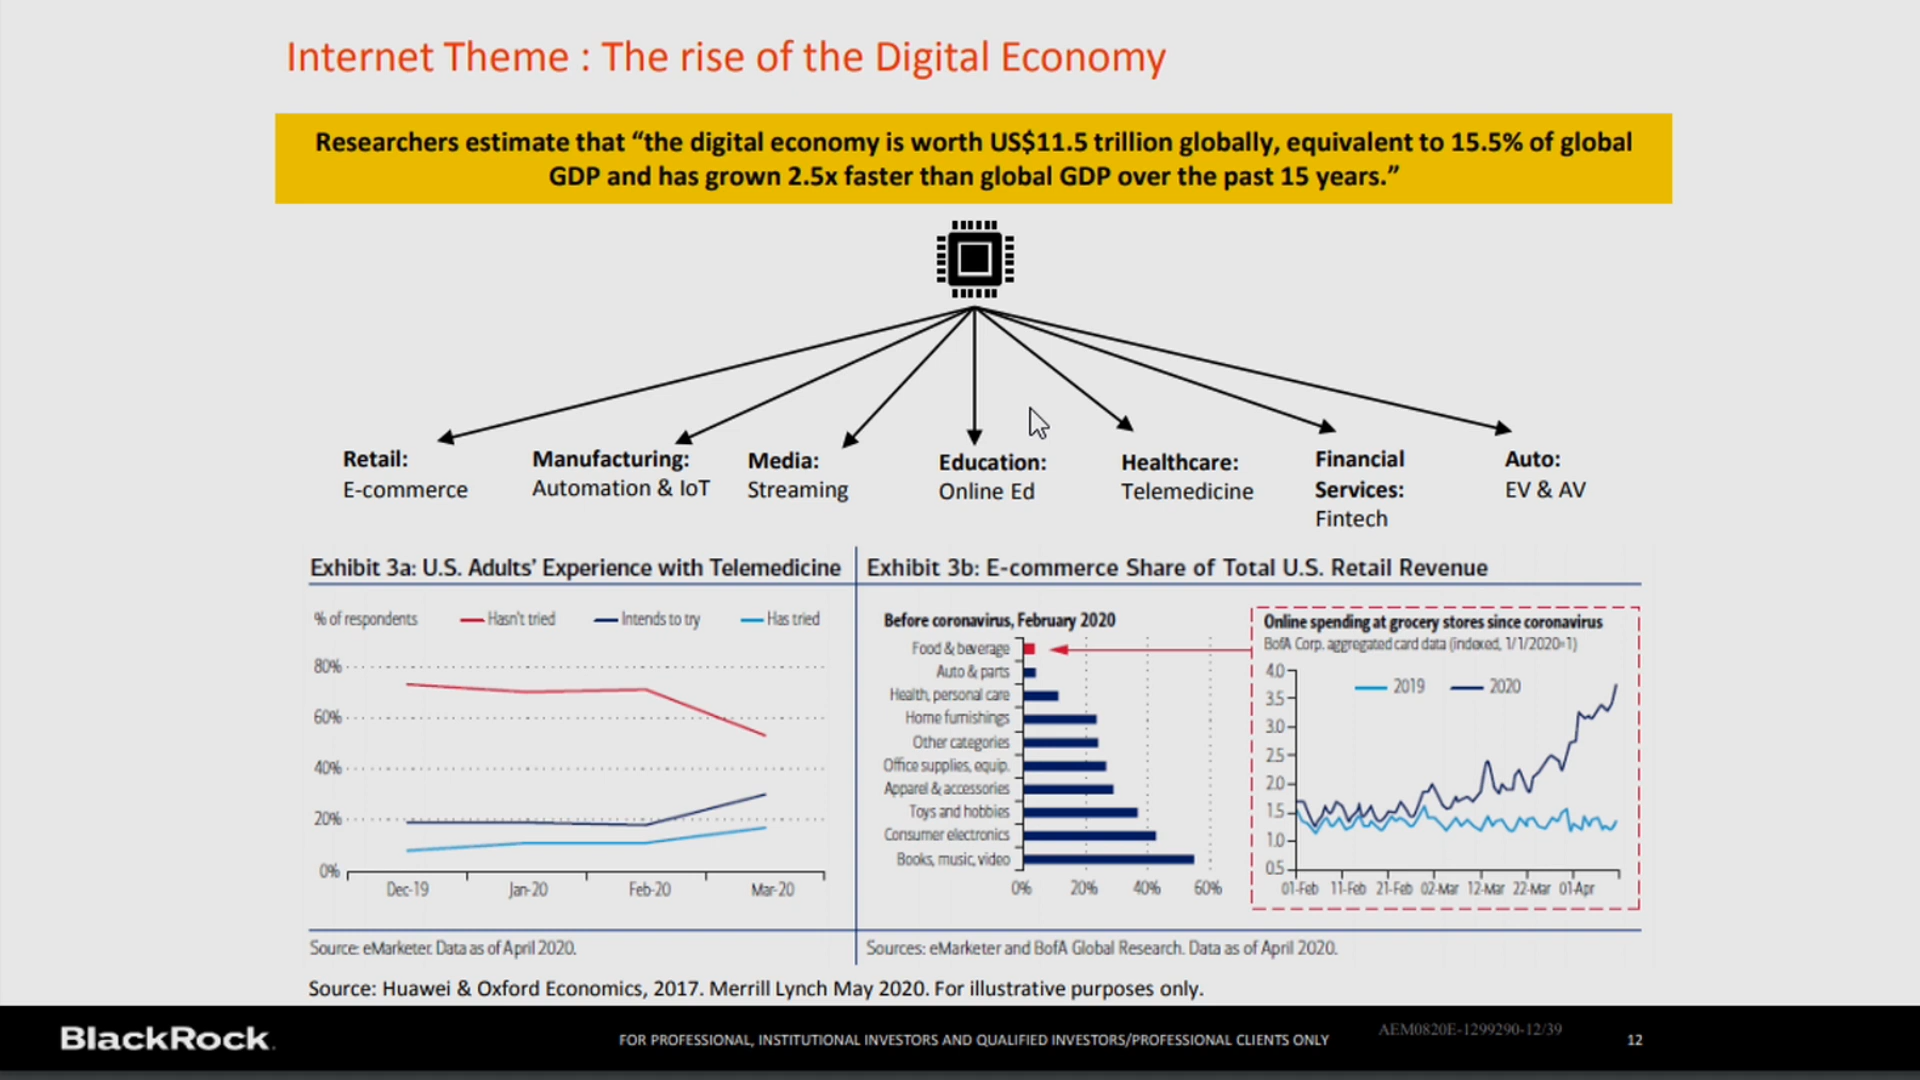 Internet Theme : The rise of the Digital Economy
Researchers estimate that “the digital economy is worth US$11.5 trillion globally, equivalent to 15.5% of global
GDP and has grown 2.5x faster than global GDP over the past 15 years.”
Retail:
E-commerce
Manufacturing:
Automation & IoT
Media:
Streaming
Education:
Online Ed
Healthcare:
Telemedicine
Financial
Services:
Fintech
Auto:
EV & AV
Exhibit 3a: U.S. Adults’ Experience with Telemedicine
% of respondents
Hasn't tried
Intends to try
Has tried
80%
60%
40%
20%
0%
Dec-19
Jan-20
Feb-20
Mar-20
Source: eMarketer. Data as of April 2020.
Exhibit 3b: E-commerce Share of Total U.S. Retail Revenue
Before coronavirus, February 2020
Food & beverage
Auto & parts
Health, personal care
Home furnishings
Other categories
Office supplies, equip.
Apparel & accessories
Toys and hobbies
Consumer electronics
Books, music, video
0%
20%
40%
60%
Online spending at grocery stores since coronavirus
BofA Corp. aggregated card data (indexed, 1/1/2020=1)
2019
2020
4.0
3.5
3.0
2.5
2.0
1.5
1.0
0.5
01-Feb
11-Feb
21-Feb
02-Mar
12-Mar
22-Mar
01-Apr
Sources: eMarketer and BofA Global Research. Data as of April 2020.
Source: Huawei & Oxford Economics, 2017. Merrill Lynch May 2020. For illustrative purposes only.
BlackRock.
FOR PROFESSIONAL, INSTITUTIONAL INVESTORS AND QUALIFIED INVESTORS/PROFESSIONAL CLIENTS ONLY
AEM0820E-1299290-12/39
12